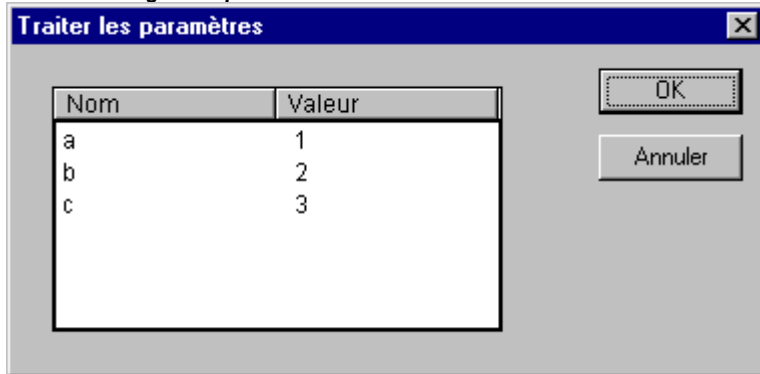 Traiter les paramètres
Nom Valeur
OK
a 1
Annuler
b 2
c 3